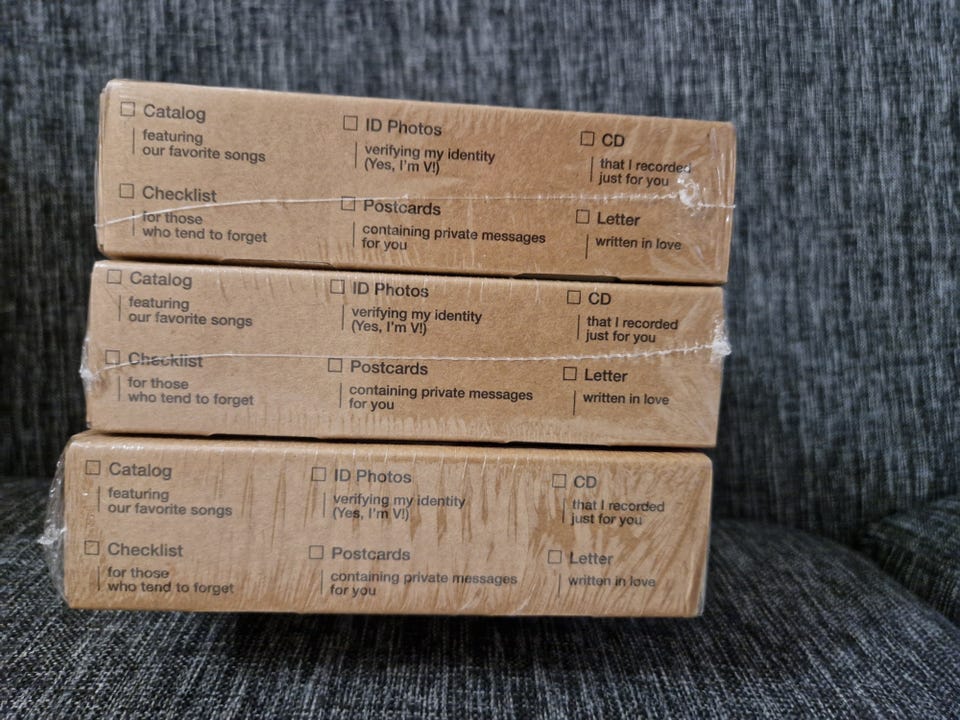 ☐ Catalog
featuring
our favorite songs
☐ ID Photos
verifying my identity
(Yes, I'm V!)
☐ CD
that I recorded
just for you
☐ Checklist
for those
who tend to forget
☐ Postcards
containing private messages
for you
☐ Letter
written in love
☐ Catalog
featuring
our favorite songs
☐ ID Photos
verifying my identity
(Yes, I'm V!)
☐ CD
that I recorded
just for you
☐ Checklist
for those
who tend to forget
☐ Postcards
containing private messages
for you
☐ Letter
written in love
☐ Catalog
featuring
our favorite songs
☐ ID Photos
verifying my identity
(Yes, I'm V!)
☐ CD
that I recorded
just for you
☐ Checklist
for those
who tend to forget
☐ Postcards
containing private messages
for you
☐ Letter
written in love